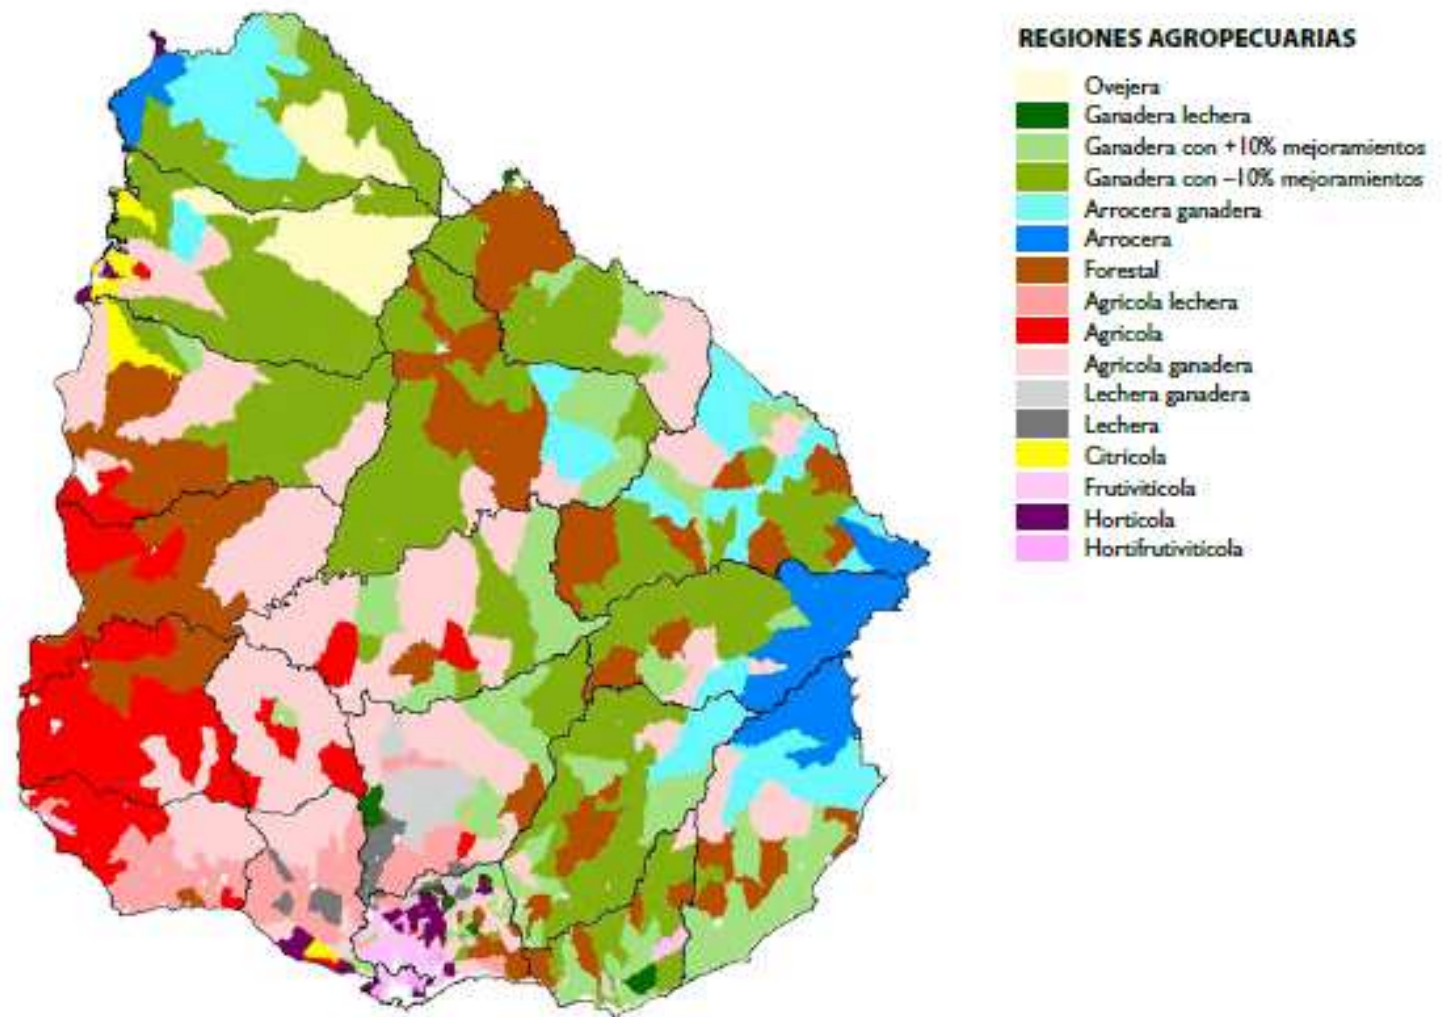 REGIONES AGROPECUARIAS
Ovejera
Ganadera lechera
Ganadera con +10% mejoramientos
Ganadera con –10% mejoramientos
Arrocera ganadera
Arrocera
Forestal
Agrícola lechera
Agrícola
Agrícola ganadera
Lechera ganadera
Lechera
Citrícola
Frutivitícola
Hortícola
Hortifrutivitícola